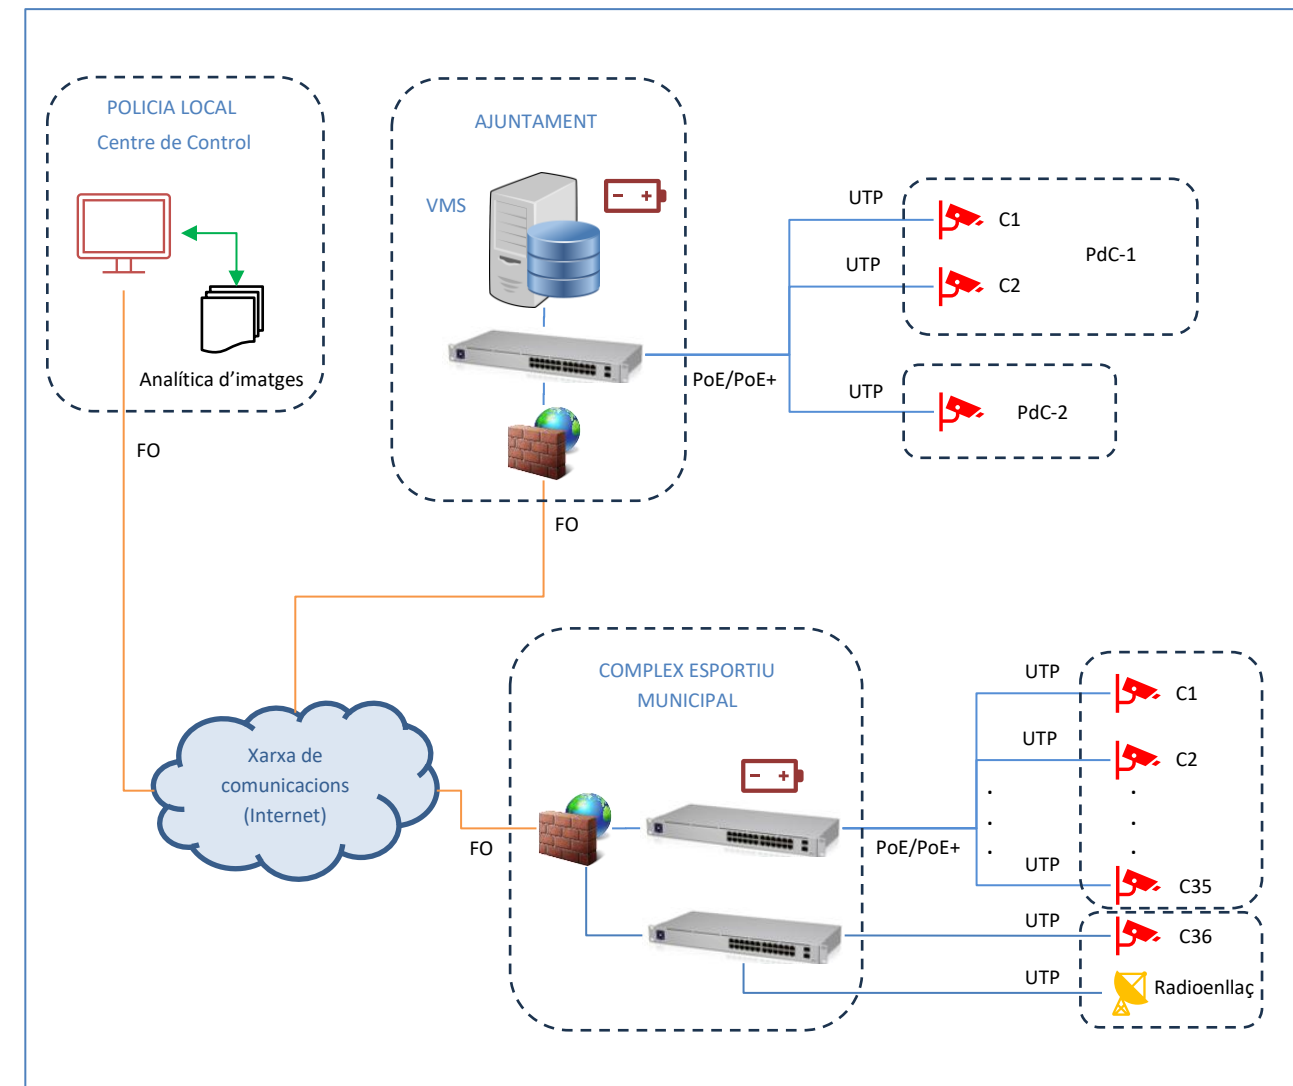 POLICIA LOCAL
Centre de Control
Analítica d’imatges
FO
AJUNTAMENT
VMS
PoE/PoE+
FO
UTP
C1
UTP
C2
PdC-1
UTP
PdC-2
Xarxa de
comunicacions
(Internet)
FO
COMPLEX ESPORTIU
MUNICIPAL
PoE/PoE+
UTP
C1
UTP
C2
UTP
C35
UTP
C36
UTP
Radioenllaç